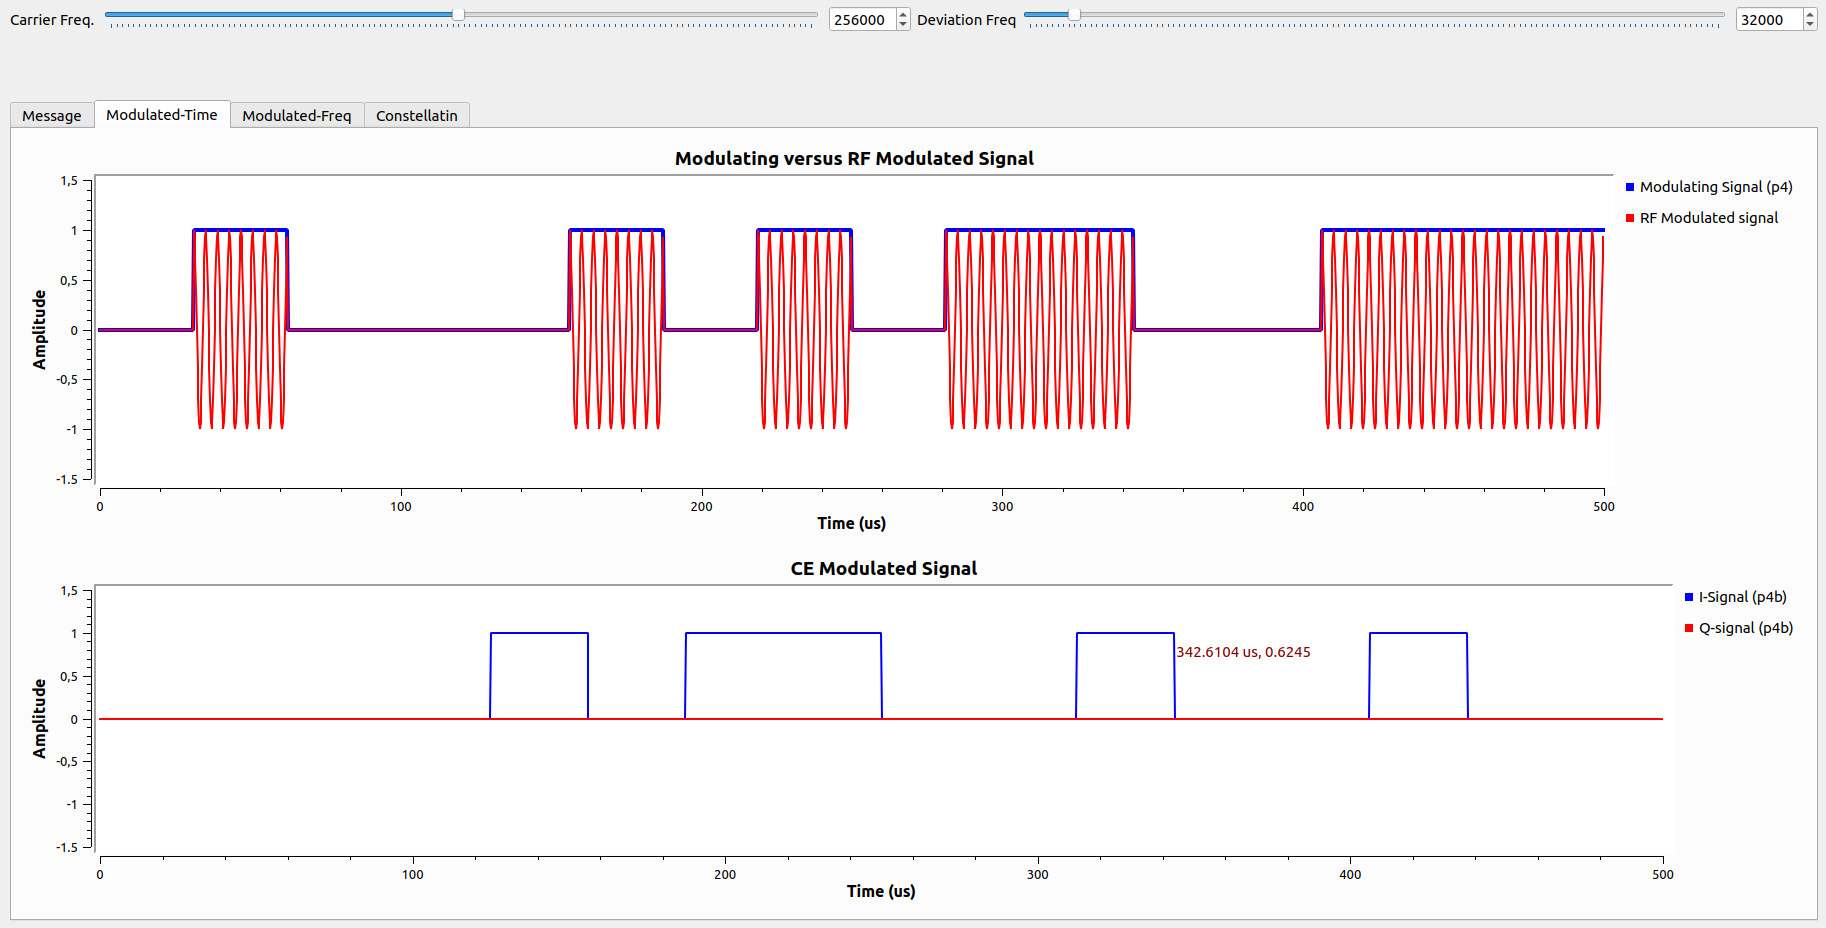 Carrier Freq. 256000 Deviation Freq 32000
Message Modulated-Time Modulated-Freq Constellatin
Modulating versus RF Modulated Signal
1,5
1
0,5
0
-0,5
-1
-1.5
Amplitude
0 100 200 300 400 500
Time (us)
Modulating Signal (p4)
RF Modulated signal
CE Modulated Signal
1,5
1
0,5
0
-0,5
-1
-1.5
Amplitude
342.6104 us, 0.6245
0 100 200 300 400 500
Time (us)
I-Signal (p4b)
Q-signal (p4b)